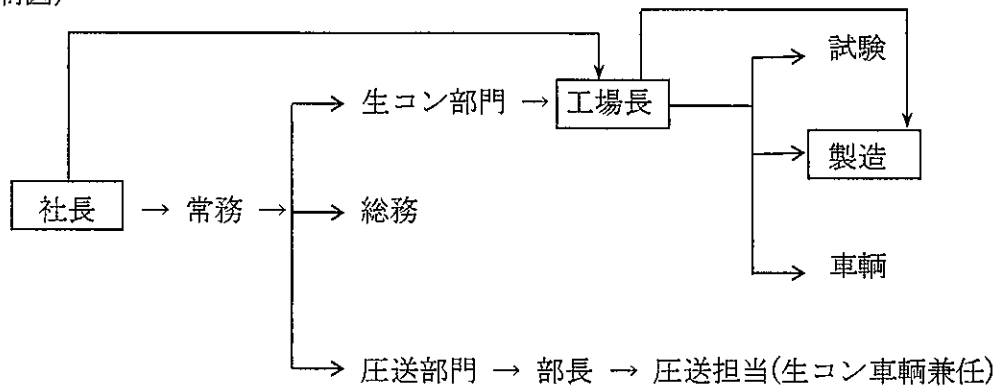 試験
生コン部門 → 工場長
製造
社長 → 常務 → 総務
車輌
圧送部門 → 部長 → 圧送担当(生コン車輌兼任)